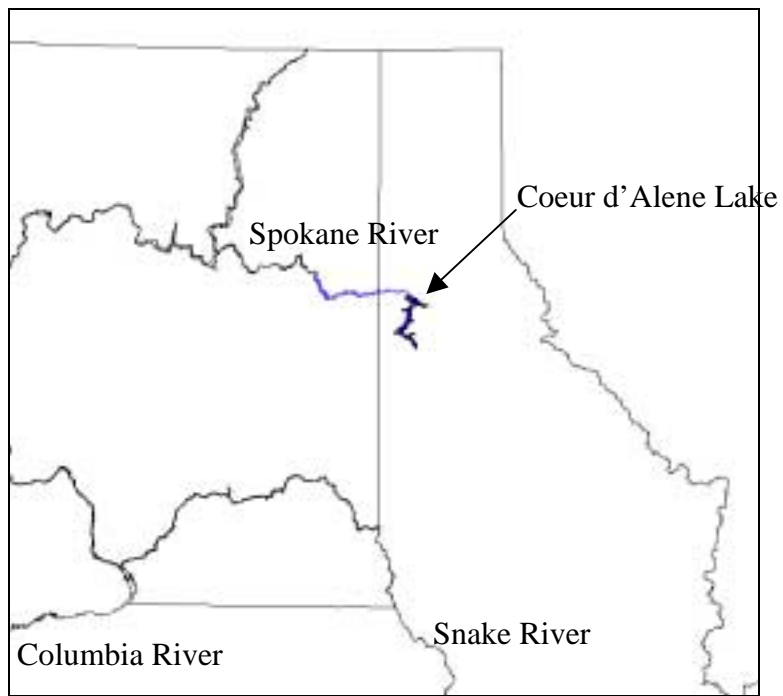 Coeur d’Alene Lake
Spokane River
Snake River
Columbia River